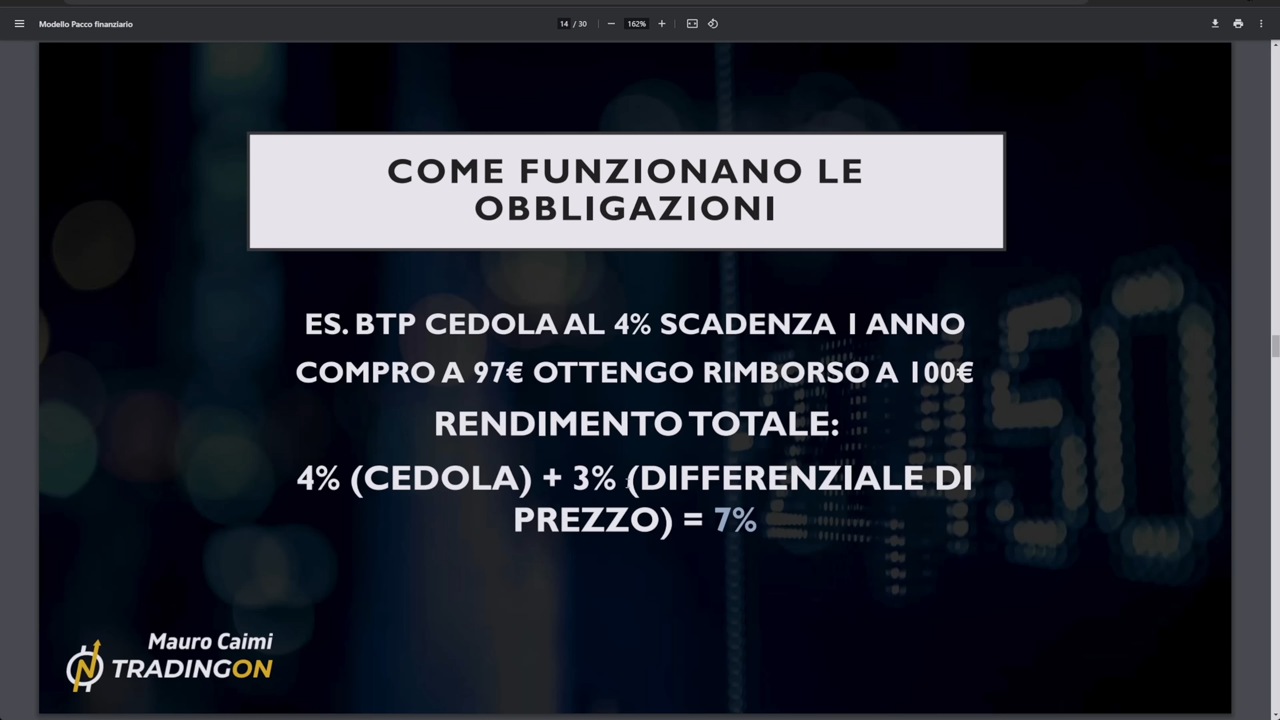 Modello Pacco finanziario
14 / 30
162%
COME FUNZIONANO LE
OBBLIGAZIONI
ES. BTP CEDOLA AL 4% SCADENZA 1 ANNO
COMPRO A 97€ OTTENGO RIMBORSO A 100€
RENDIMENTO TOTALE:
4% (CEDOLA) + 3% (DIFFERENZIALE DI
PREZZO) = 7%
450
Mauro Caimi
TRADINGON